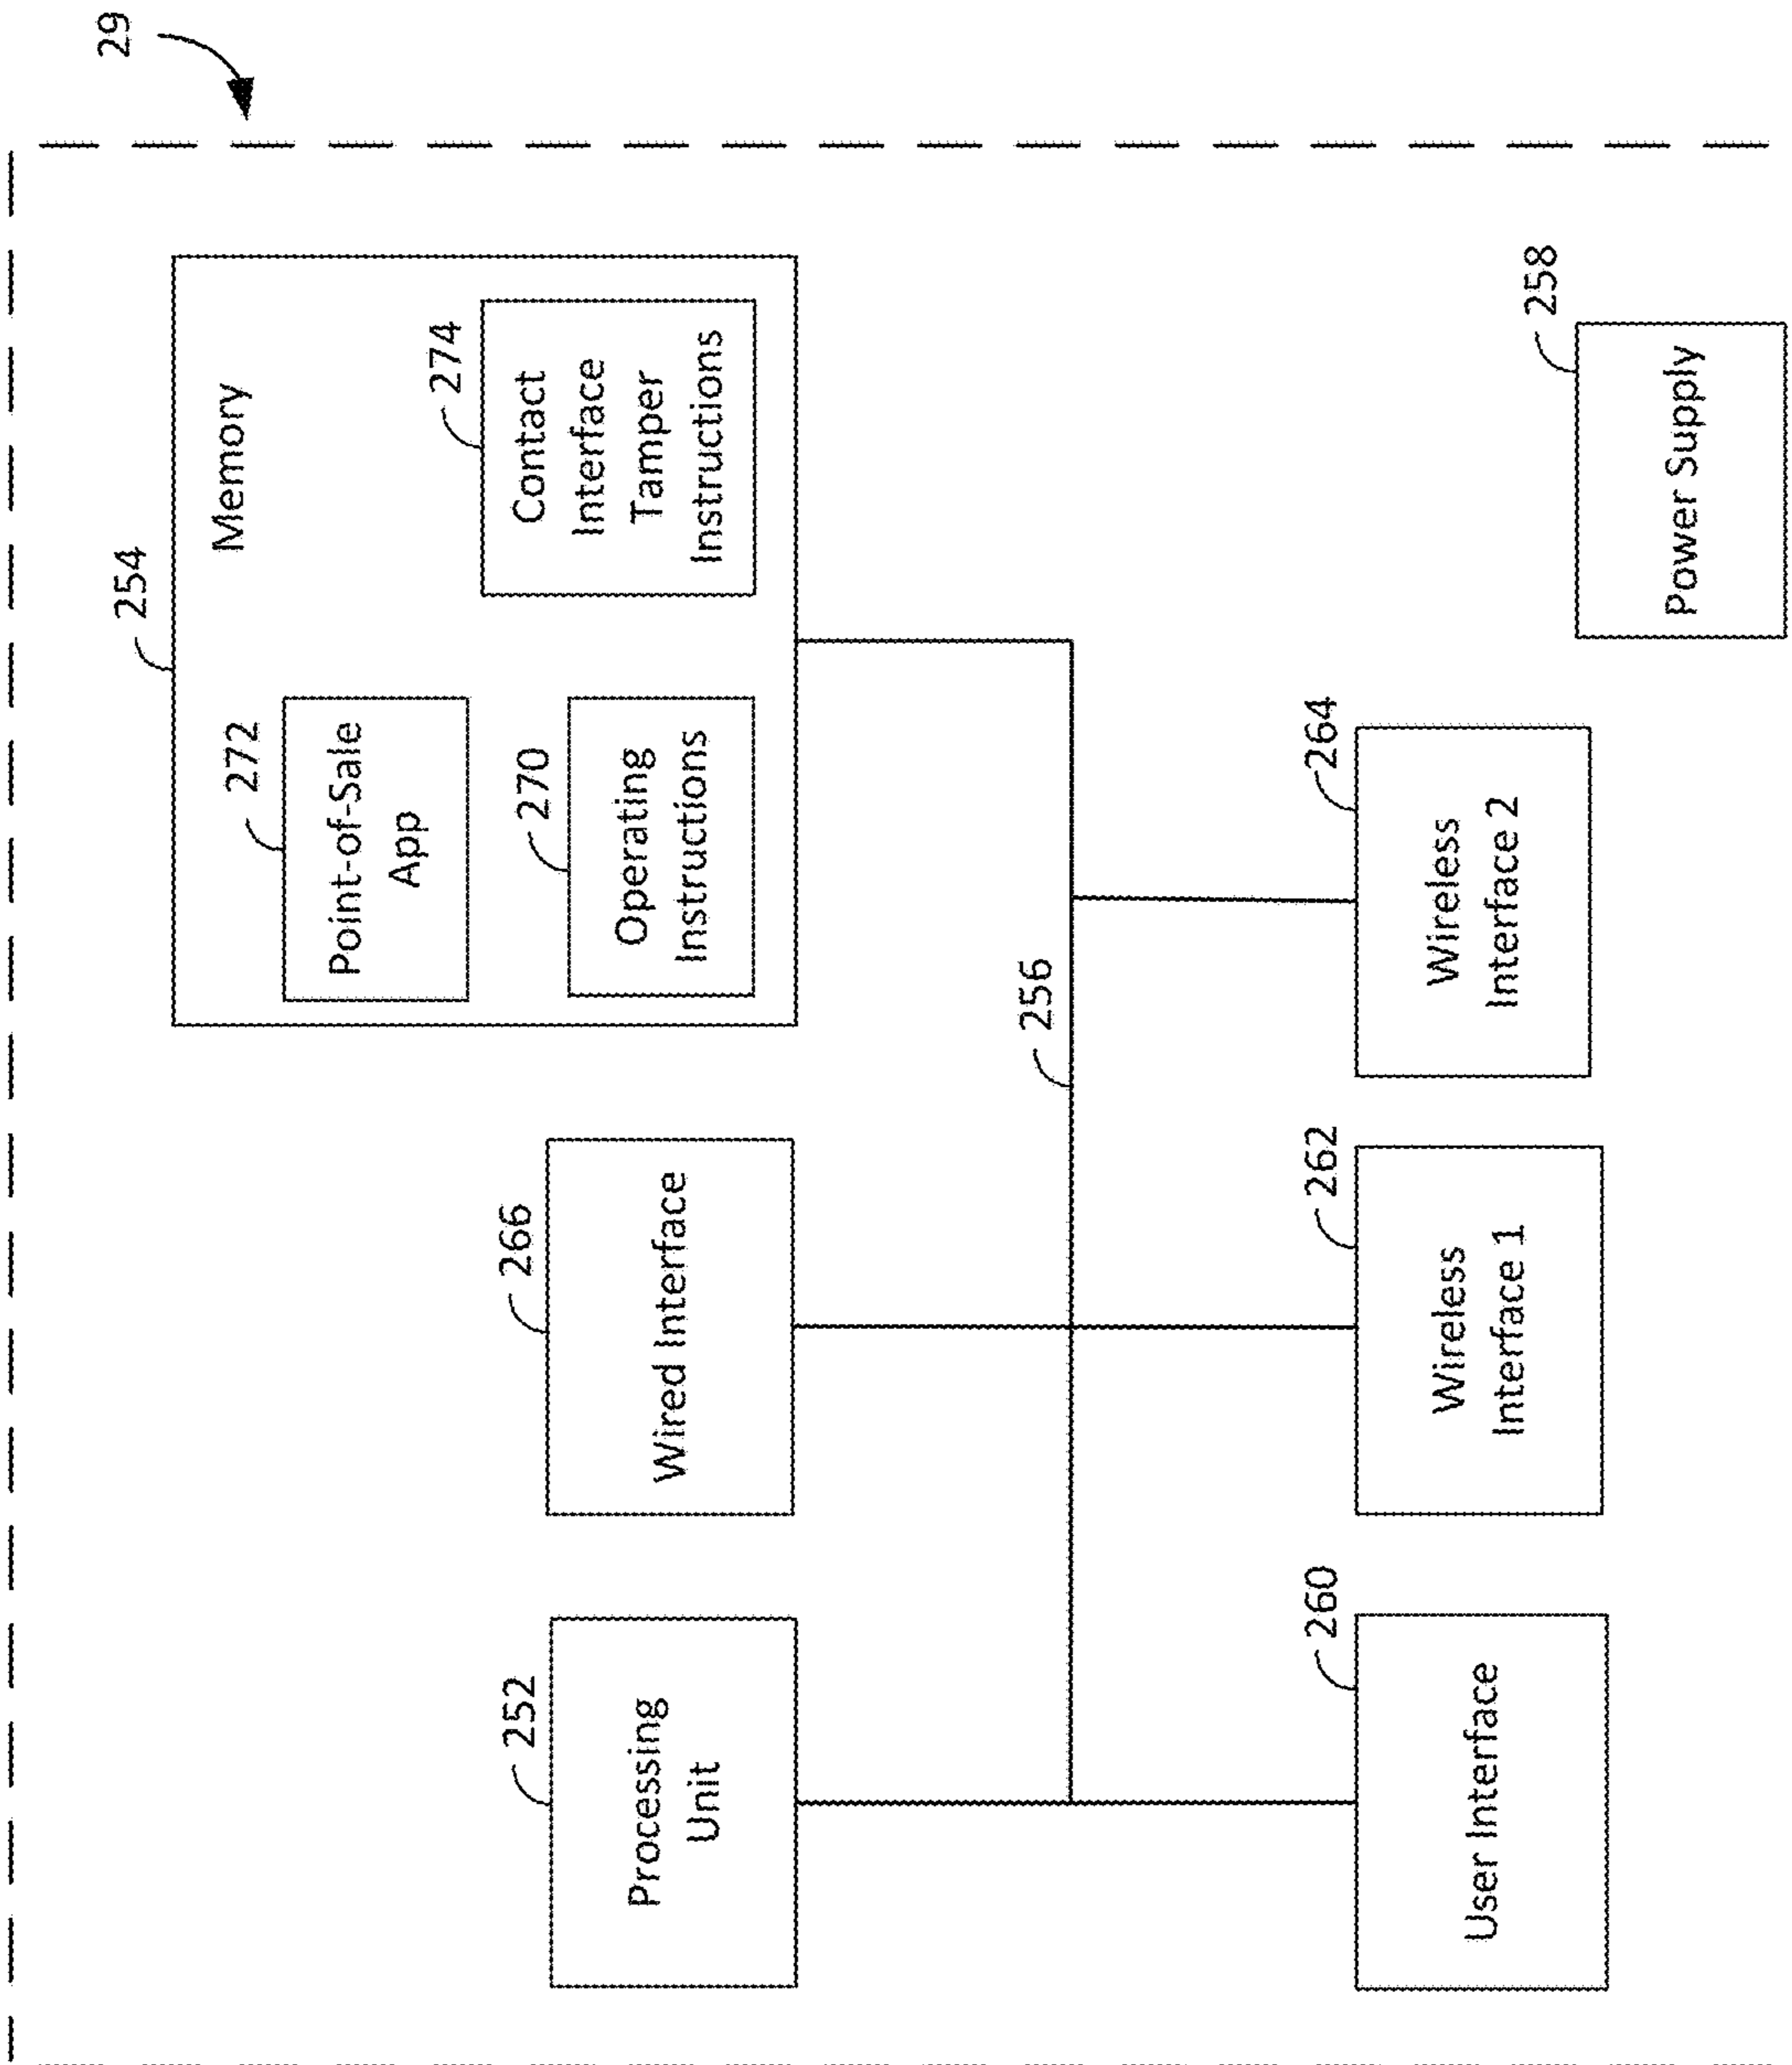 29
254
Memory
272
Point-of-Sale
App
274
Contact
Interface
Tamper
Instructions
270
Operating
Instructions
252
Processing
Unit
266
Wired Interface
256
260
User Interface
262
Wireless
Interface 1
264
Wireless
Interface 2
258
Power Supply